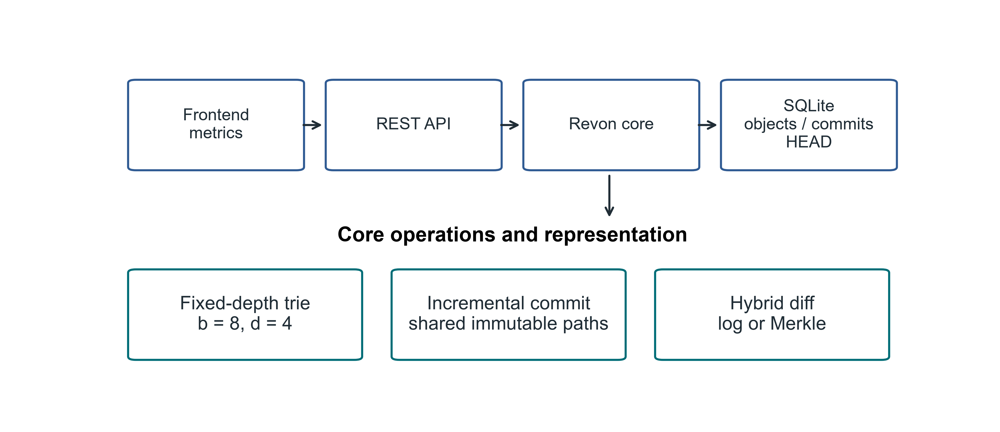 Frontend
metrics
REST API
Revon core
SQLite
objects / commits
HEAD
Core operations and representation
Fixed-depth trie
b = 8, d = 4
Incremental commit
shared immutable paths
Hybrid diff
log or Merkle